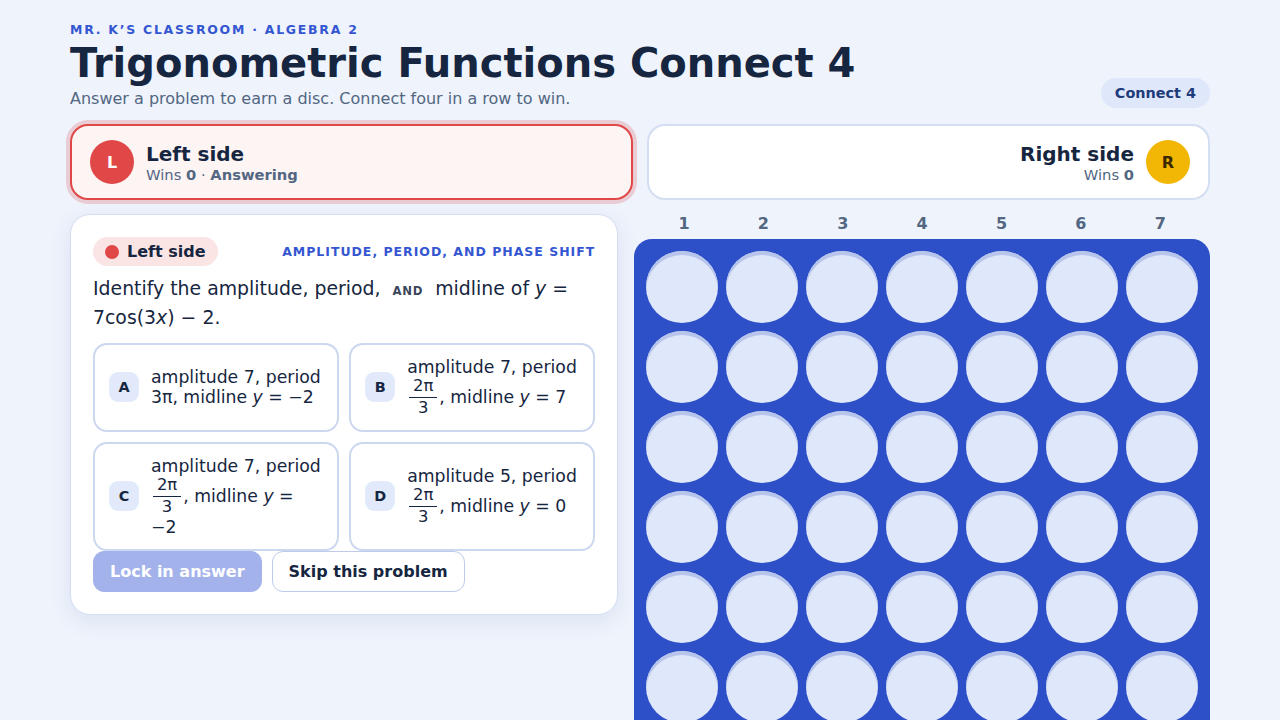 MR. K’S CLASSROOM · ALGEBRA 2
Trigonometric Functions Connect 4
Answer a problem to earn a disc. Connect four in a row to win.
Connect 4
L
Left side
Wins 0 · Answering
Right side
Wins 0
R
Left side
AMPLITUDE, PERIOD, AND PHASE SHIFT
Identify the amplitude, period, AND midline of y =
7cos(3x) − 2.
A
amplitude 7, period
3π, midline y = −2
B
amplitude 7, period
2π/3, midline y = 7
C
amplitude 7, period
2π/3, midline y =
−2
D
amplitude 5, period
2π/3, midline y = 0
Lock in answer
Skip this problem
1 2 3 4 5 6 7